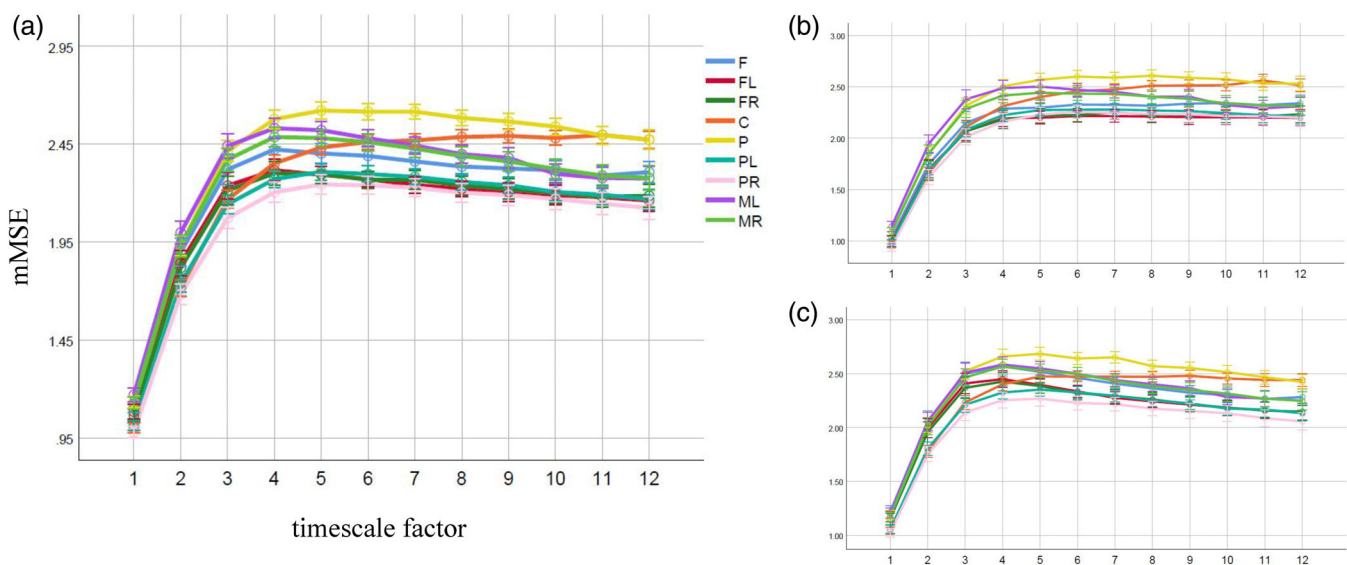 (a)
2.95
2.45
1.95
1.45
.95
mMSE
1 2 3 4 5 6 7 8 9 10 11 12
timescale factor
F
FL
FR
C
P
PL
PR
ML
MR
(b)
3.00
2.50
2.00
1.50
1.00
1 2 3 4 5 6 7 8 9 10 11 12
(c)
3.00
2.50
2.00
1.50
1.00
1 2 3 4 5 6 7 8 9 10 11 12